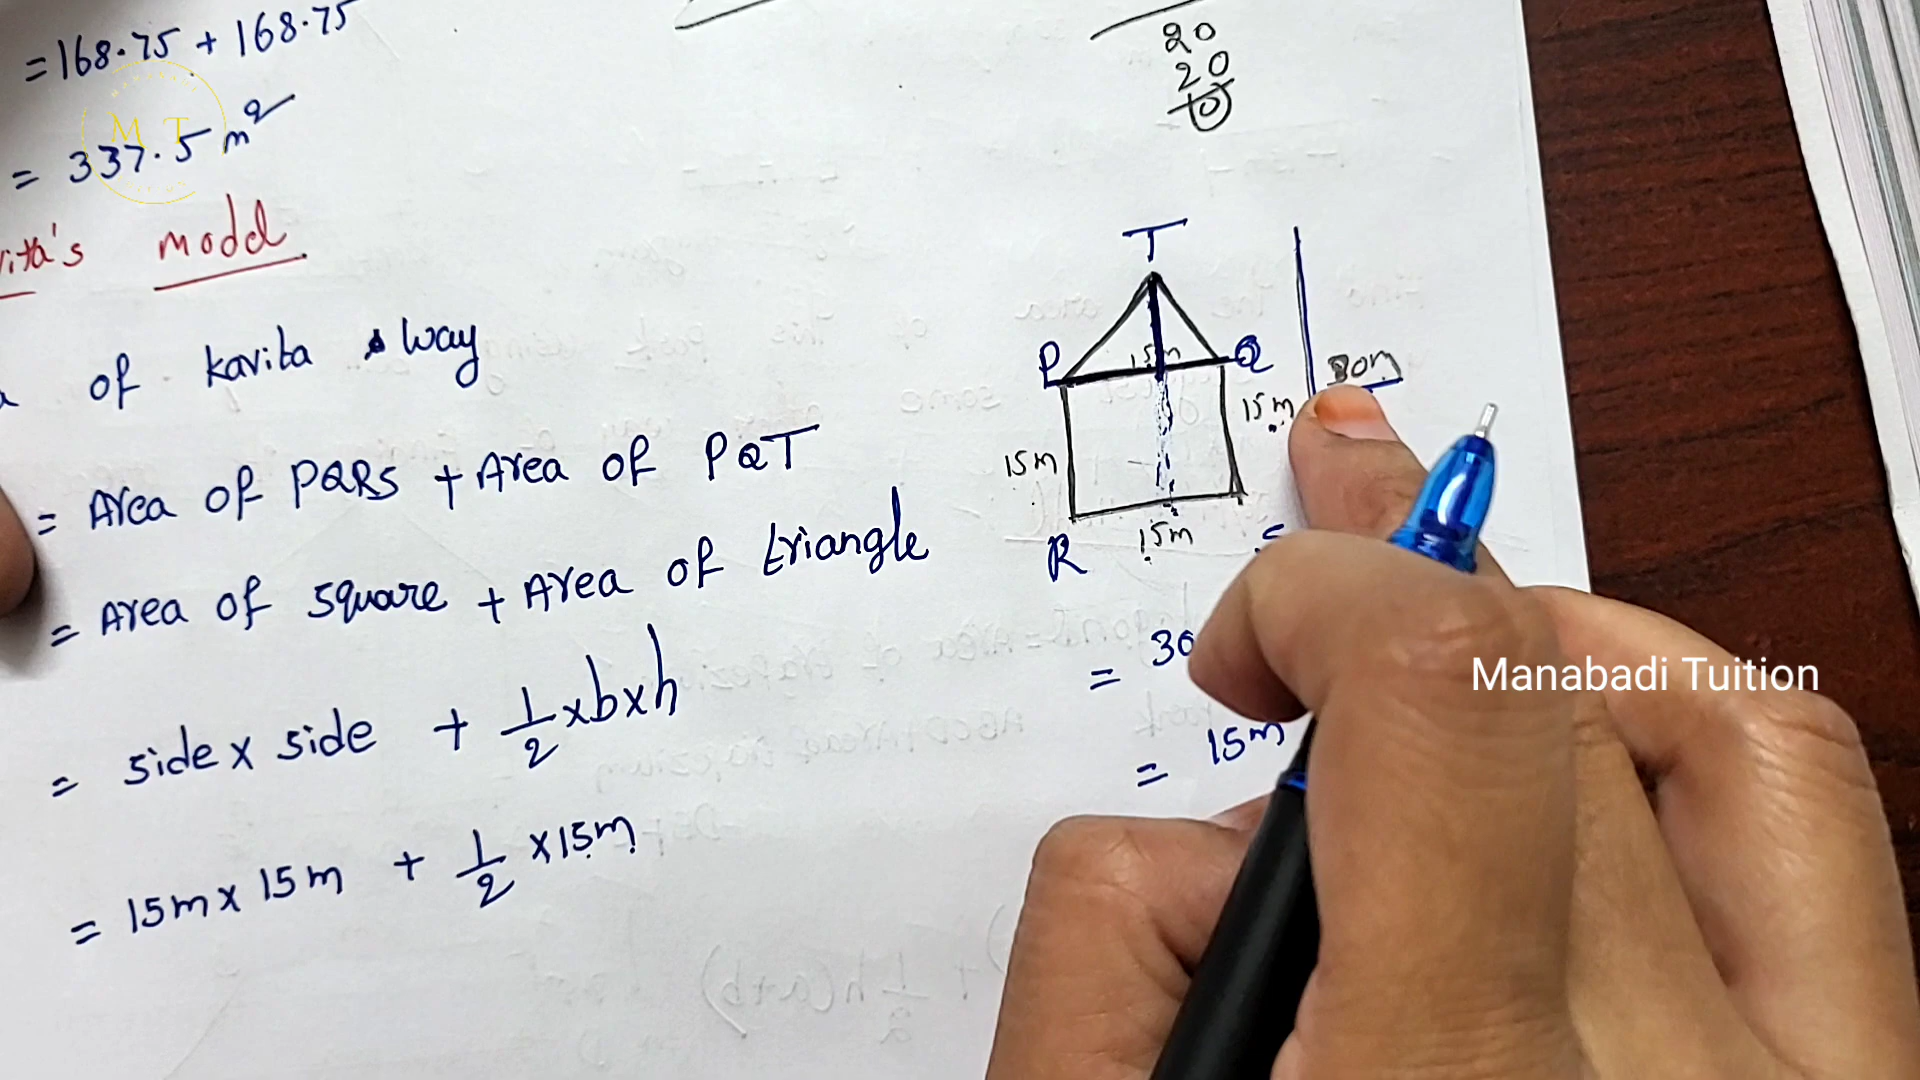 = 168.75 + 168.75
= 337.5 m²
M T
model
of kavita way
= Area of PQRS + Area of PQT
= Area of square + Area of triangle
= side x side + 1/2 x b x h
= 15m x 15m + 1/2 x 15m
20
20
0
T
P 15m Q
30m
15m
15m
15m
R S
= 30
= 15m
Manabadi Tuition